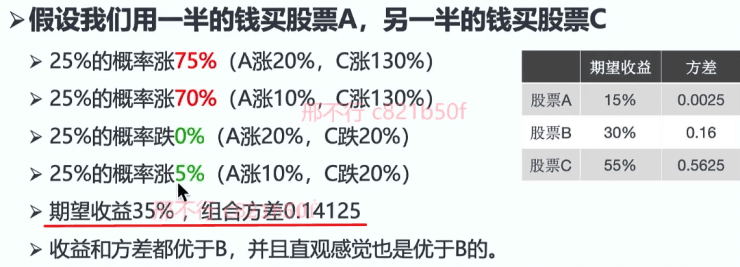 假设我们用一半的钱买股票A，另一半的钱买股票C
25%的概率涨75%（A涨20%，C涨130%）
25%的概率涨70%（A涨10%，C涨130%）
25%的概率跌0%（A涨20%，C跌20%）
25%的概率涨5%（A涨10%，C跌20%）
期望收益35% ，组合方差0.14125
收益和方差都优于B，并且直观感觉也是优于B的。
期望收益 方差
股票A 15% 0.0025
股票B 30% 0.16
股票C 55% 0.5625
邢不行 c821b50f